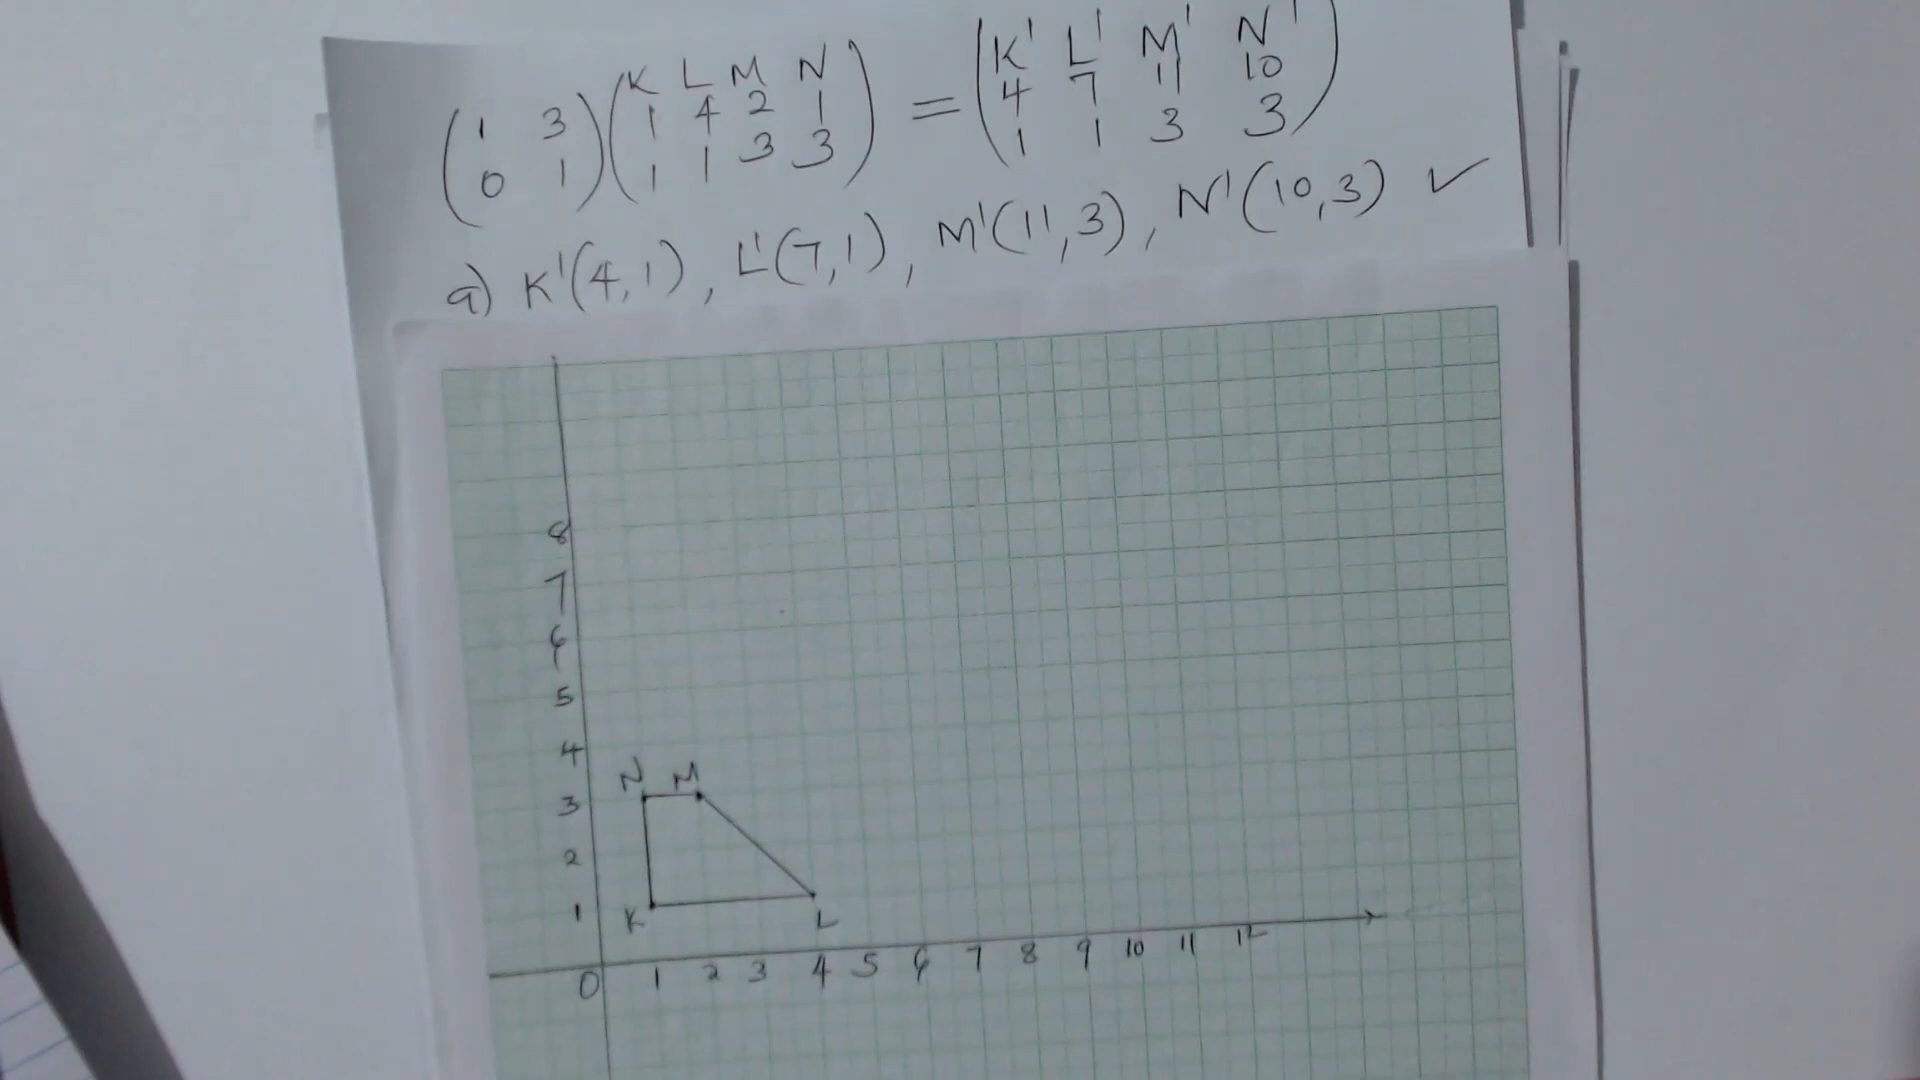 K L M N K' L' M' N'
( 1 3 ) ( 1 4 2 1 ) = ( 4 7 11 10 )
( 0 1 ) ( 1 1 3 3 ) ( 1 1 3 3 )
a) K'(4,1), L'(7,1), M'(11,3), N'(10,3) ✓
8
7
6
5
4
N M
3
2
1
K L
0 1 2 3 4 5 6 7 8 9 10 11 12